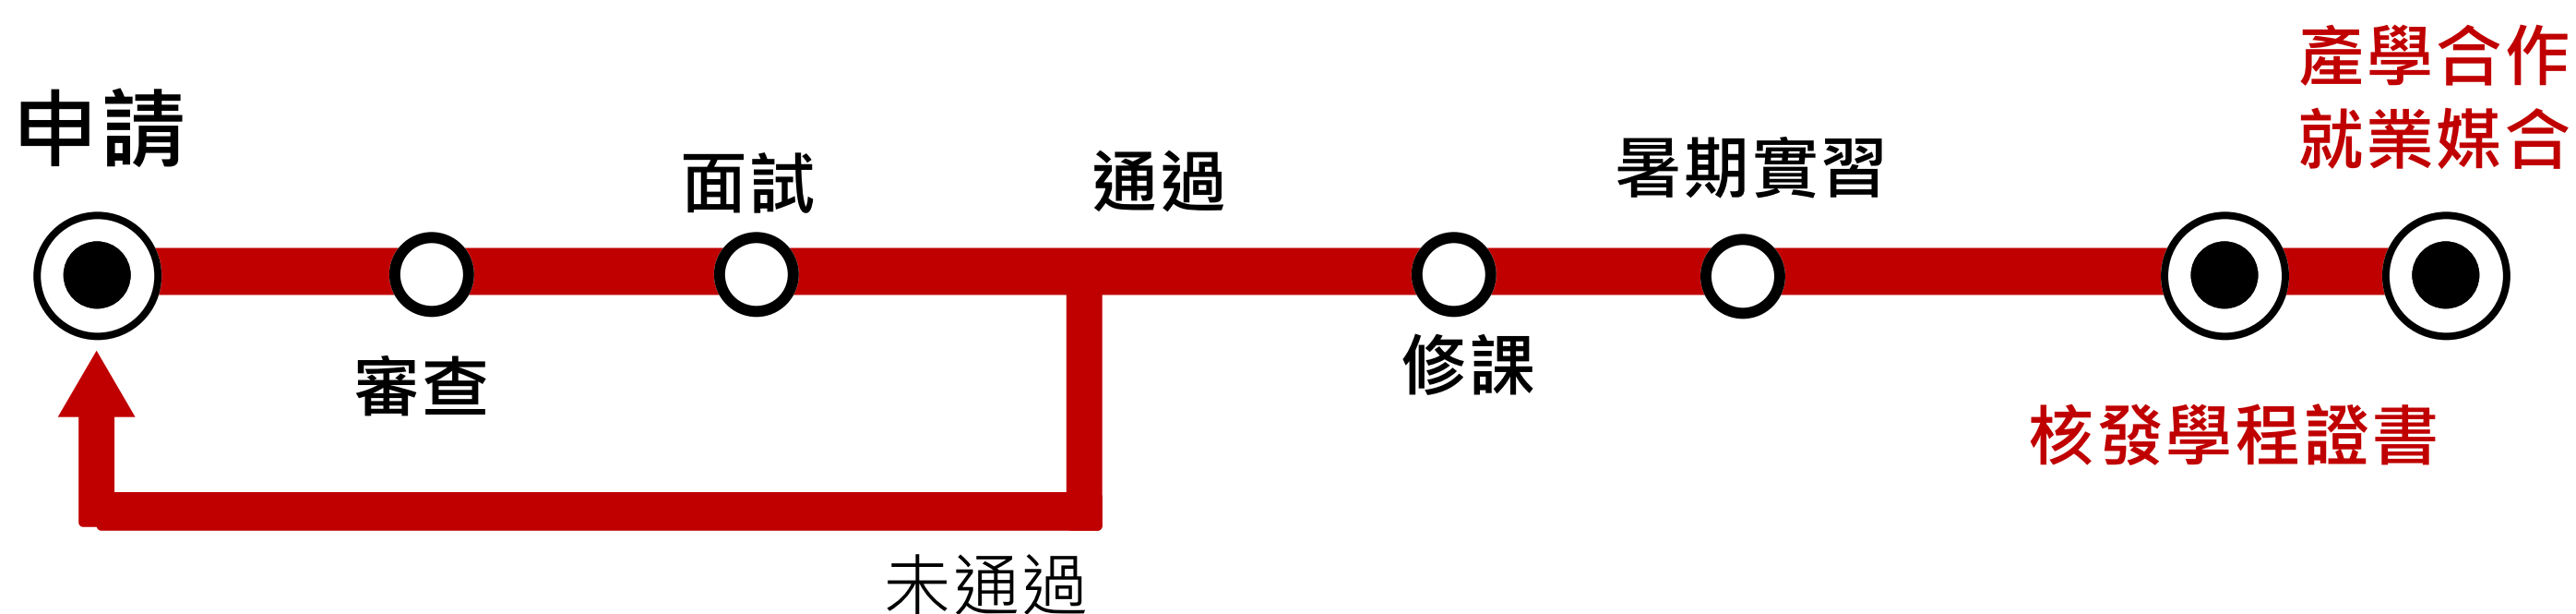 申請
審查
面試
通過
未通過
修課
暑期實習
核發學程證書
產學合作
就業媒合